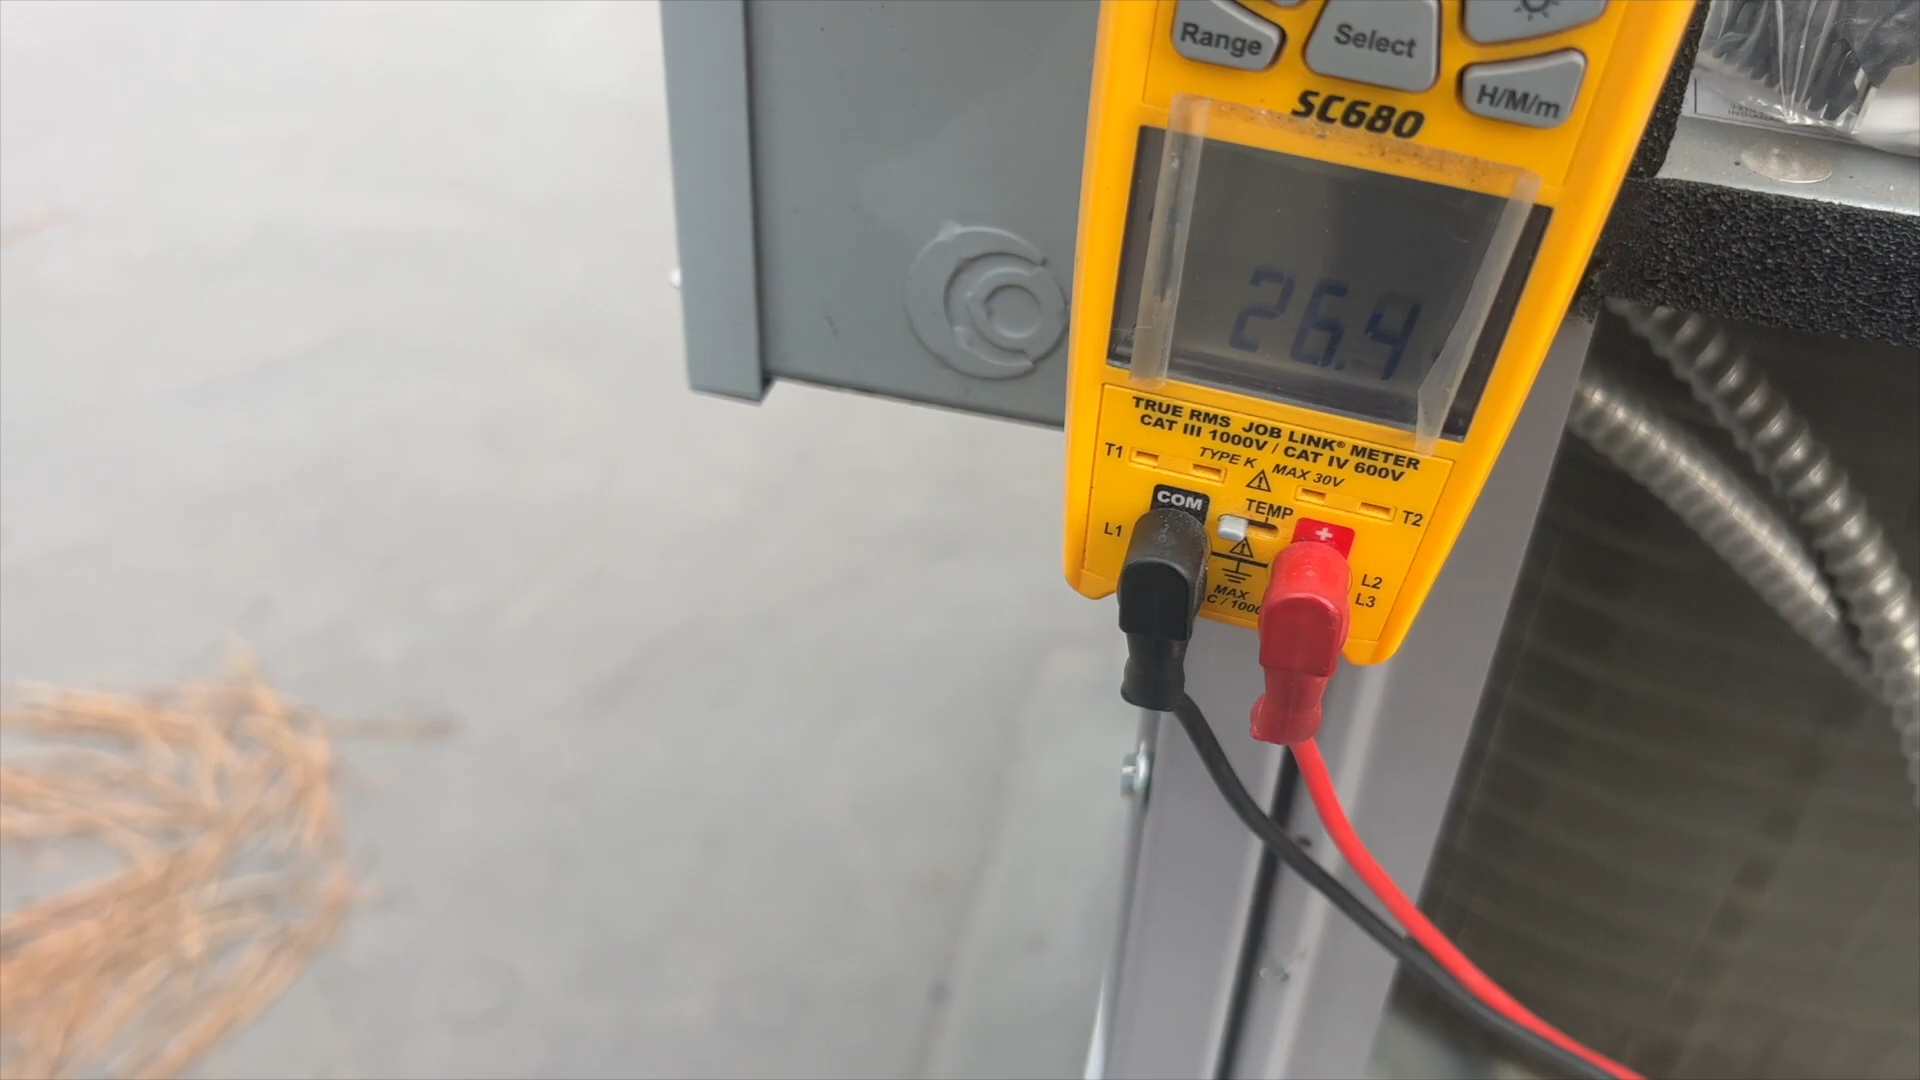 Range
Select
H/M/m
SC680
26.4
TRUE RMS JOB LINK® METER
CAT III 1000V / CAT IV 600V
T1
TYPE K
MAX 30V
T2
COM
TEMP
+
L1
L2
L3
MAX